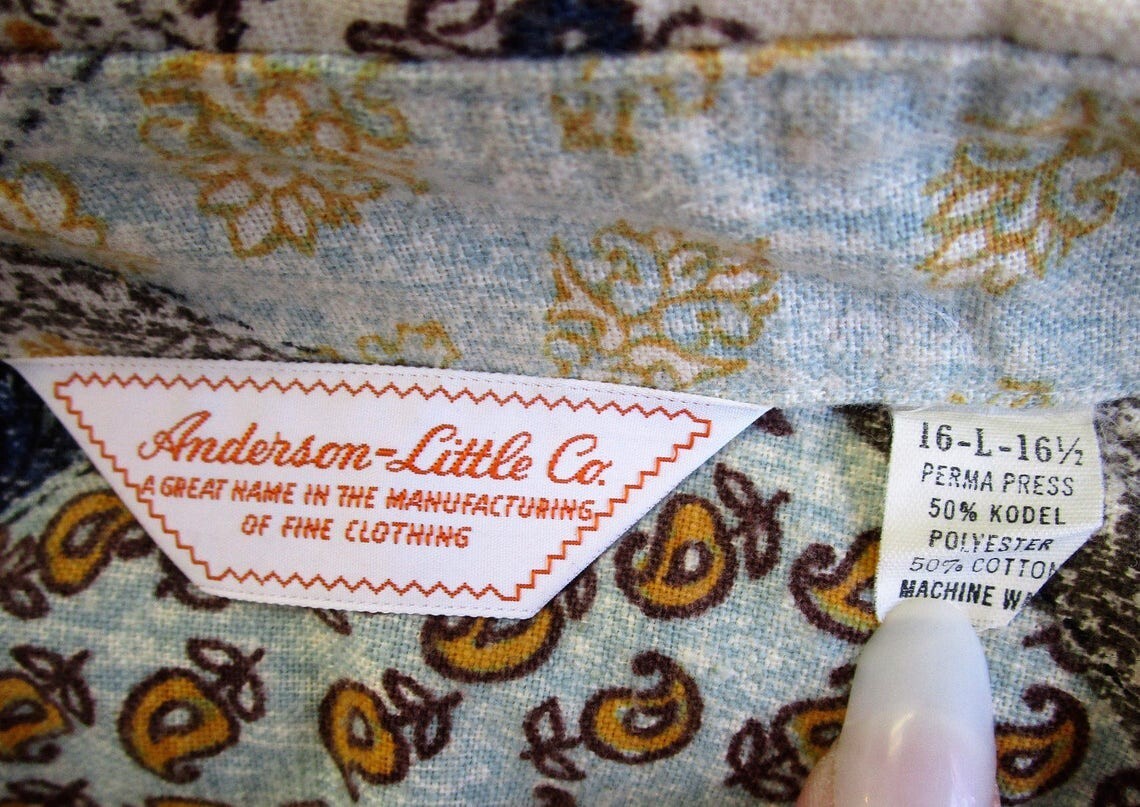 Anderson-Little Co.
A GREAT NAME IN THE MANUFACTURING
OF FINE CLOTHING
16-L-16½
PERMA PRESS
50% KODEL
POLYESTER
50% COTTON
MACHINE